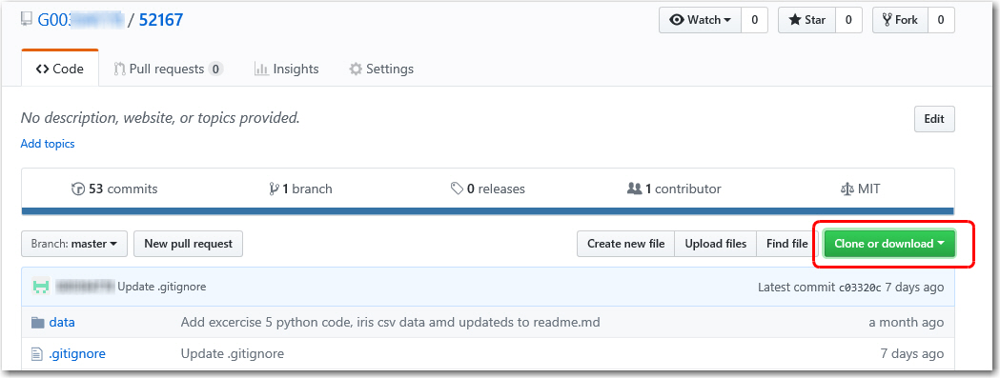 G003 / 52167 Watch 0 Star 0 Fork 0
Code Pull requests 0 Insights Settings
No description, website, or topics provided. Edit
Add topics
53 commits 1 branch 0 releases 1 contributor MIT
Branch: master New pull request Create new file Upload files Find file Clone or download
Update .gitignore Latest commit c03320c 7 days ago
data Add excercise 5 python code, iris csv data amd updateds to readme.md a month ago
.gitignore Update .gitignore 7 days ago